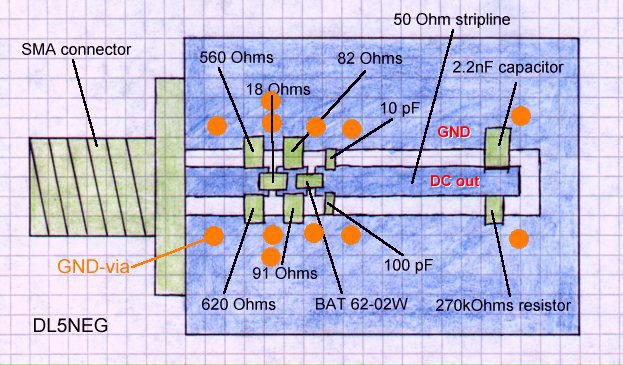 50 Ohm stripline
SMA connector
560 Ohms
82 Ohms
2.2nF capacitor
18 Ohms
10 pF
GND
DC out
GND-via
91 Ohms
100 pF
620 Ohms
BAT 62-02W
270kOhms resistor
DL5NEG